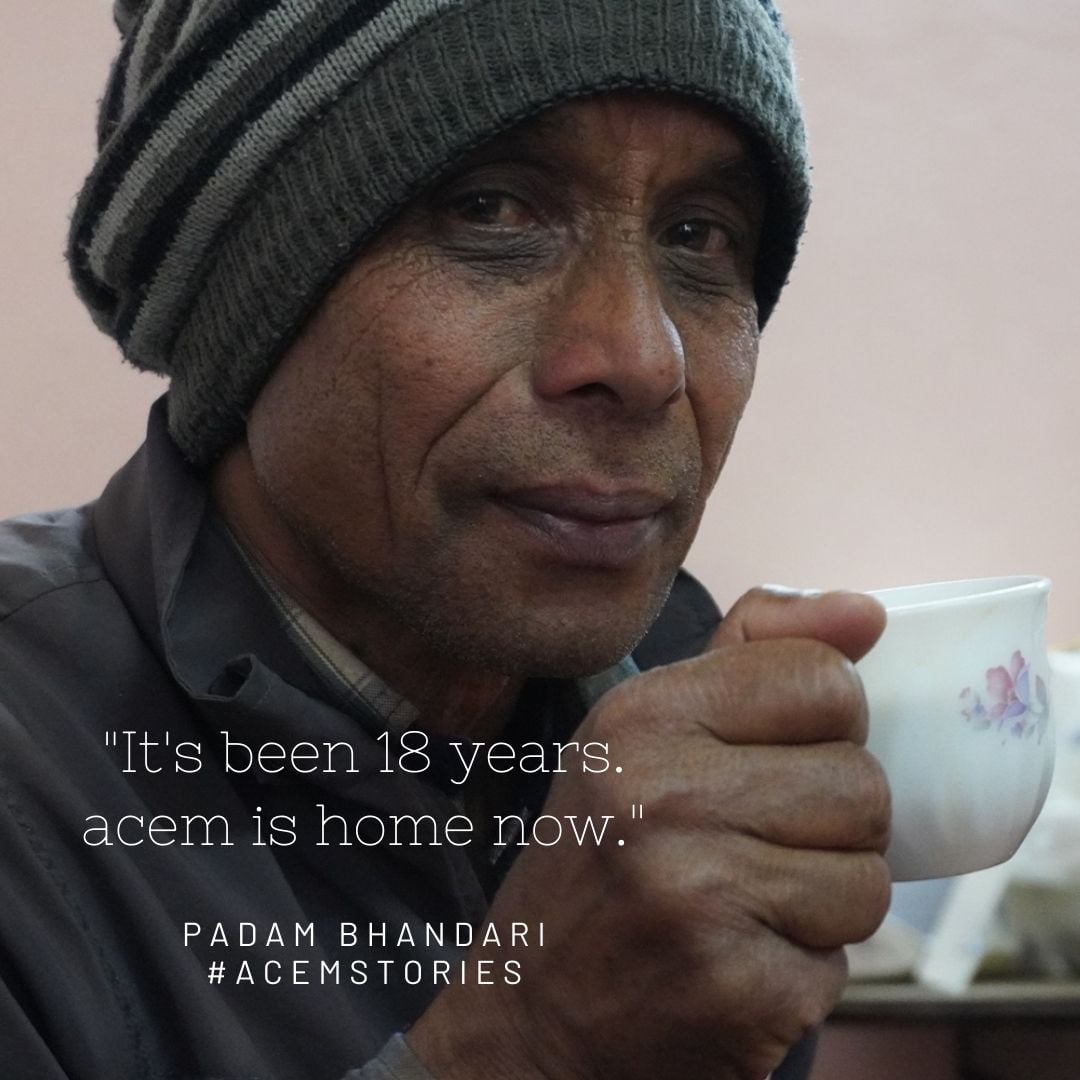 "It's been 18 years.
acem is home now."
PADAM BHANDARI
#ACEMSTORIES